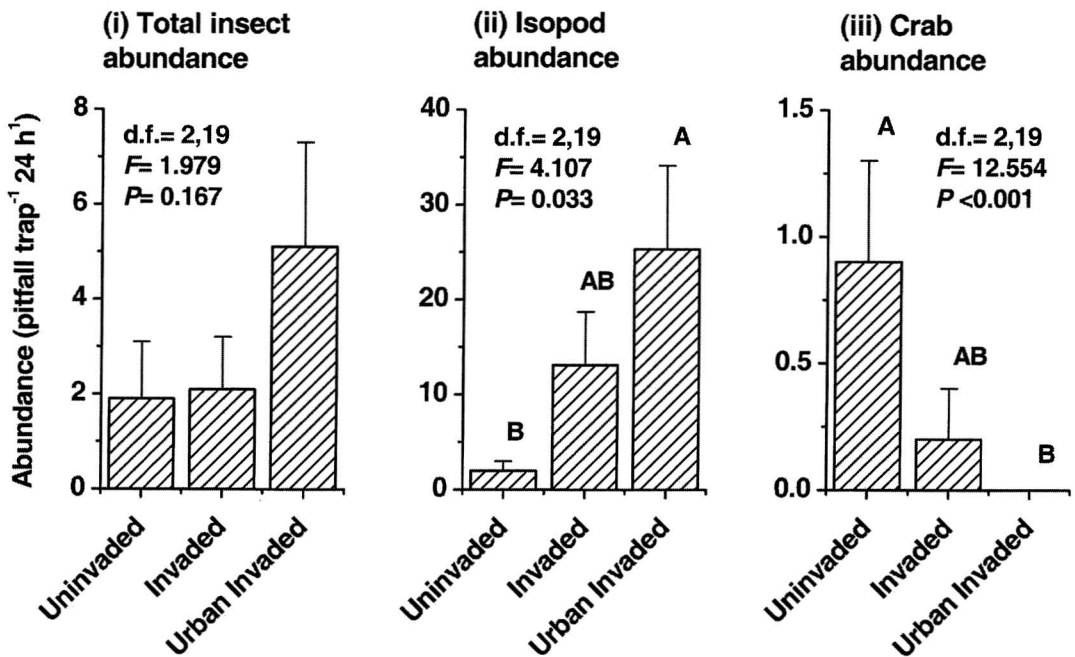 (i) Total insect
abundance
(ii) Isopod
abundance
(iii) Crab
abundance
Abundance (pitfall trap⁻¹ 24 h¹)
8
6
4
2
0
d.f.= 2,19
F= 1.979
P= 0.167
Uninvaded
Invaded
Urban Invaded
40
30
20
10
0
d.f.= 2,19
F= 4.107
P= 0.033
B
AB
A
Uninvaded
Invaded
Urban Invaded
1.5
1.0
0.5
0.0
d.f.= 2,19
F= 12.554
P <0.001
A
AB
B
Uninvaded
Invaded
Urban Invaded